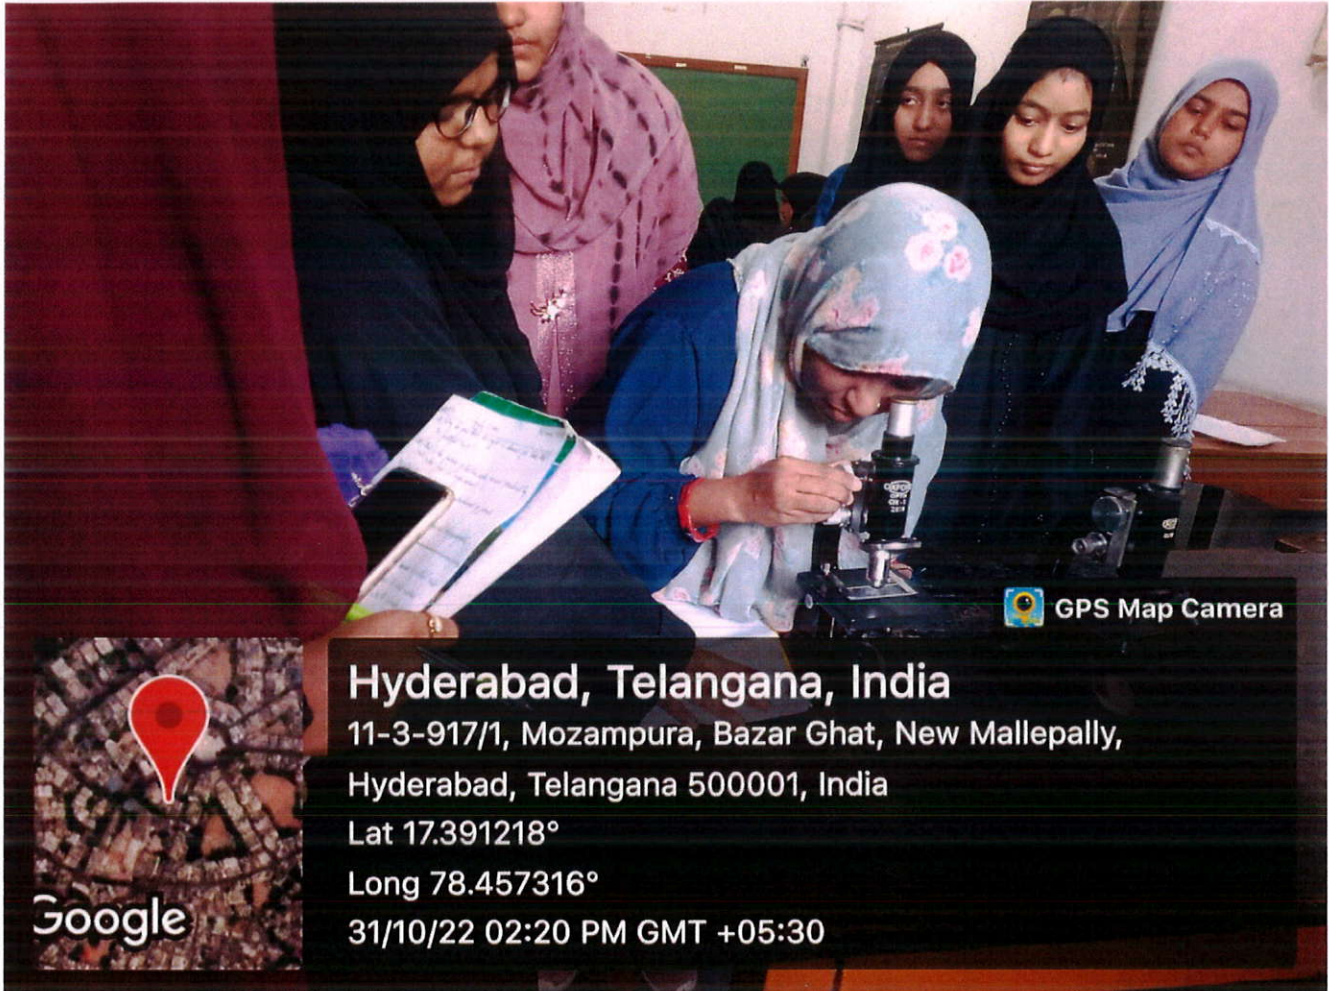 GPS Map Camera
Hyderabad, Telangana, India
11-3-917/1, Mozampura, Bazar Ghat, New Mallepally,
Hyderabad, Telangana 500001, India
Lat 17.391218°
Long 78.457316°
31/10/22 02:20 PM GMT +05:30
Google